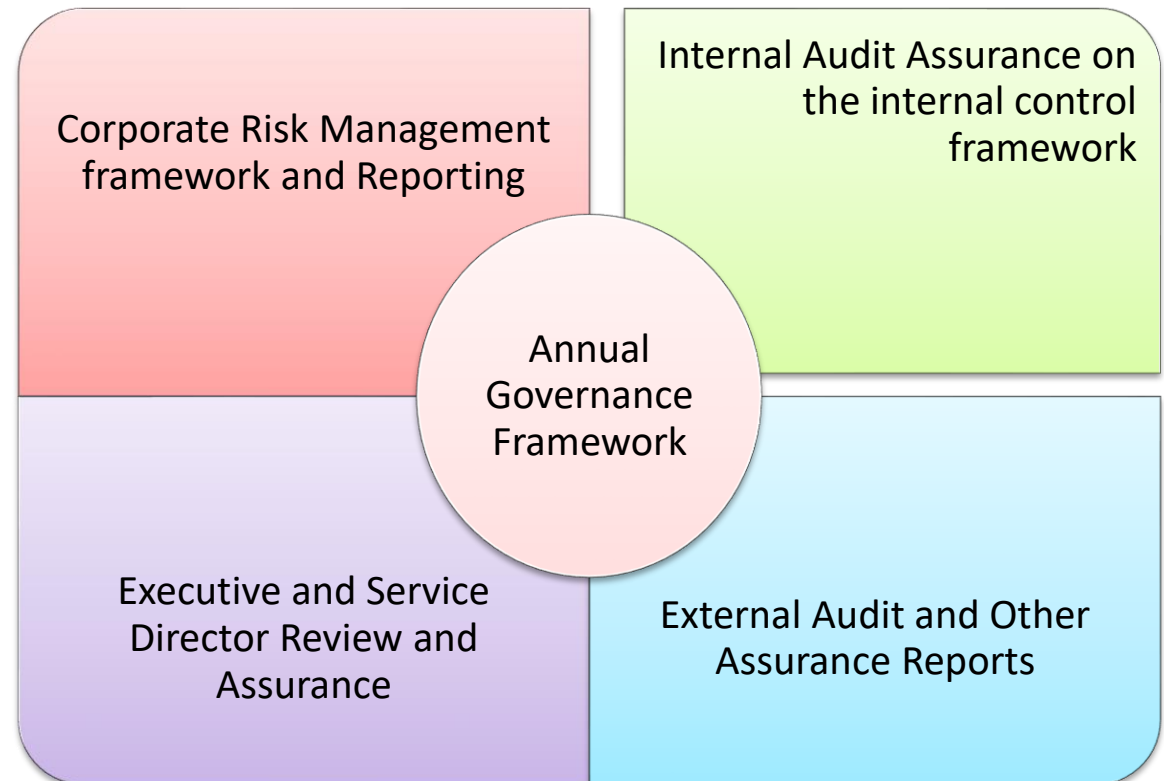 Corporate Risk Management
framework and Reporting
Internal Audit Assurance on
the internal control
framework
Annual
Governance
Framework
Executive and Service
Director Review and
Assurance
External Audit and Other
Assurance Reports